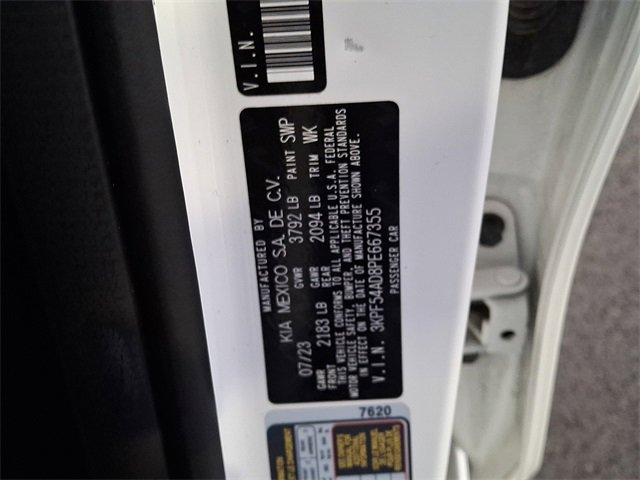 V.I.N.
MANUFACTURED BY
KIA MEXICO S.A. DE C.V.
07/23 GVWR 3792 LB PAINT SWP
GAWR FRONT 2183 LB GAWR REAR 2094 LB TRIM WK
THIS VEHICLE CONFORMS TO ALL APPLICABLE U.S.A. FEDERAL
MOTOR VEHICLE SAFETY, BUMPER, AND THEFT PREVENTION STANDARDS
IN EFFECT ON THE DATE OF MANUFACTURE SHOWN ABOVE.
V.I.N. 3KPF54AD8PE667355
PASSENGER CAR
7620